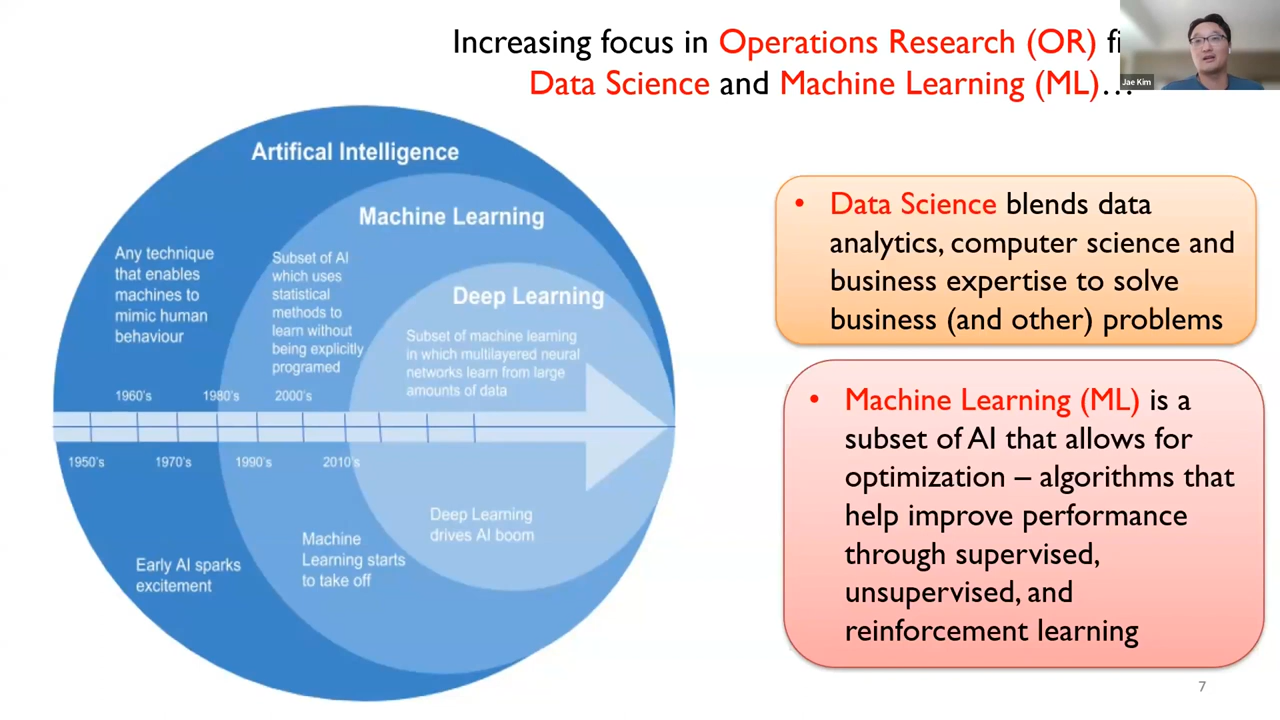 Increasing focus in Operations Research (OR)
Jae Kim
Data Science and Machine Learning (ML)…
Artifical Intelligence
Machine Learning
Any technique
that enables
machines to
mimic human
behaviour
Subset of AI
which uses
statistical
methods to
learn without
being explicitly
programed
Deep Learning
Subset of machine learning
in which multilayered neural
networks learn from large
amounts of data
1960's
1980's
2000's
1950's
1970's
1990's
2010's
Early AI sparks
excitement
Machine
Learning starts
to take off
Deep Learning
drives AI boom
• Data Science blends data
analytics, computer science and
business expertise to solve
business (and other) problems
• Machine Learning (ML) is a
subset of AI that allows for
optimization – algorithms that
help improve performance
through supervised,
unsupervised, and
reinforcement learning
7